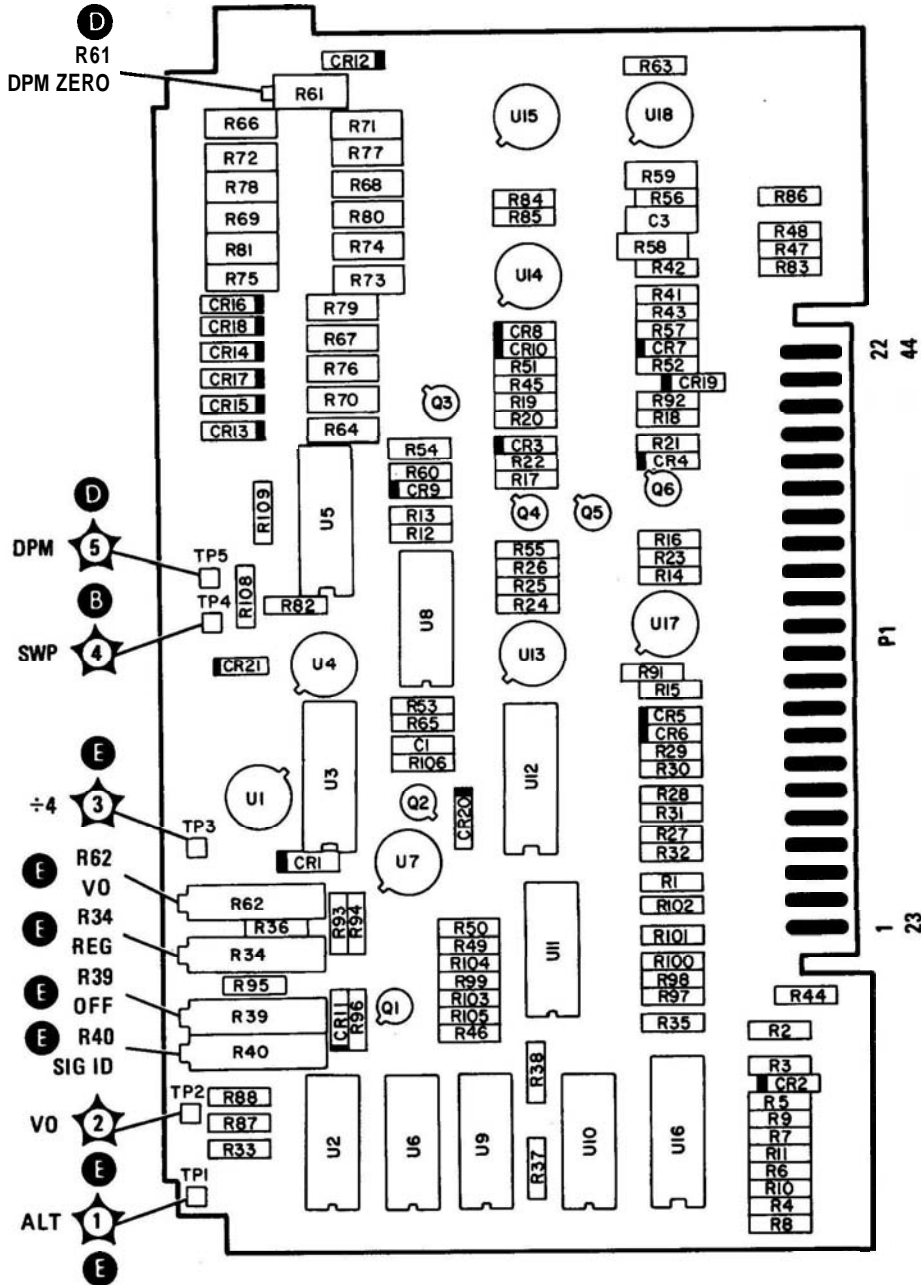 D
R61
DPM ZERO
CR12
R63
R61
U15
U18
R66
R71
R72
R77
R78
R68
R59
R69
R80
R84
R56
R86
R85
C3
R81
R74
R58
R48
R47
R75
R73
U14
R42
R83
CR16
R79
R41
CR18
R43
CR14
R67
CR8
R57
CR10
CR7
CR17
R76
R51
R52
R45
CR19
CR15
R70
Q3
R19
R92
R20
R18
CR13
R64
R54
CR3
R21
R22
CR4
R60
R17
CR9
Q6
R109
U5
R13
Q4
Q5
R12
22
44
D
DPM
5
TP5
R55
R16
R26
R23
R25
R14
R24
B
SWP
4
TP4
R108
R82
U8
U13
U17
CR21
U4
R91
R15
P1
R53
R65
CR5
CR6
C1
R29
R106
R30
E
÷4
3
TP3
U1
U3
Q2
CR20
U12
R28
R31
R27
R32
CR1
U7
E
R62
VO
R62
R93
R94
R1
R102
R36
E
R34
REG
R34
R50
R49
R104
R99
R103
R105
R46
U11
R101
R100
R98
R97
1
23
R95
E
R39
OFF
R39
CR11
R96
Q1
R35
R44
E
R40
SIG ID
R40
R2
R38
R3
CR2
VO
2
TP2
R88
R87
R33
U2
U6
U9
U10
U16
R5
R9
R7
R11
R6
R10
R4
R8
E
R37
ALT
1
TP1
E